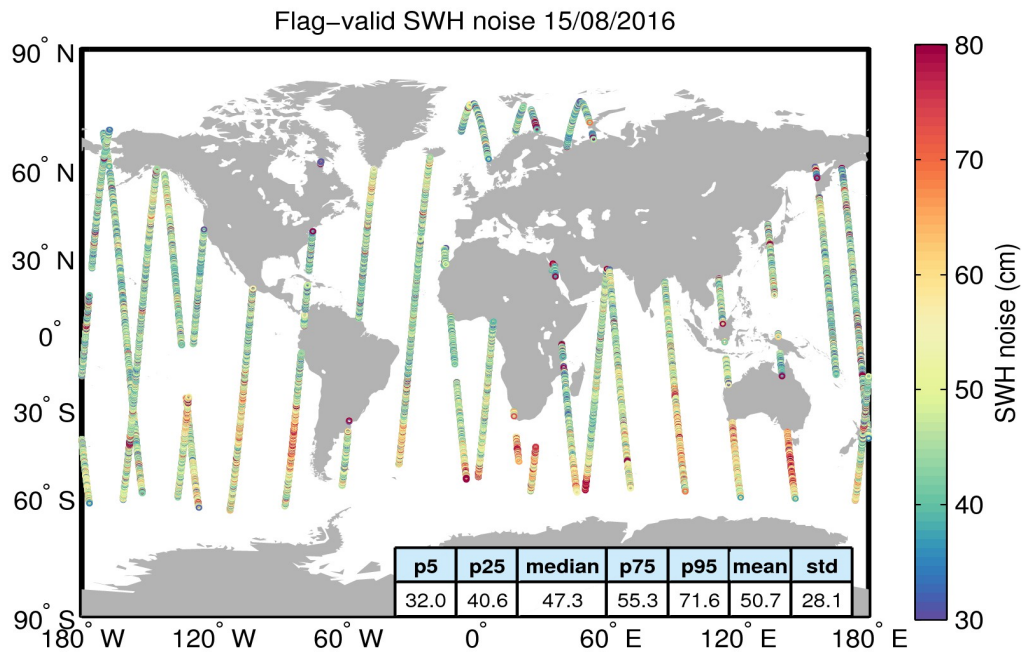 Flag−valid SWH noise 15/08/2016
90° N
60° N
30° N
0°
30° S
60° S
90° S
180° W
120° W
60° W
0°
60° E
120° E
180° E
p5 p25 median p75 p95 mean std
32.0 40.6 47.3 55.3 71.6 50.7 28.1
80
70
60
50
40
30
SWH noise (cm)